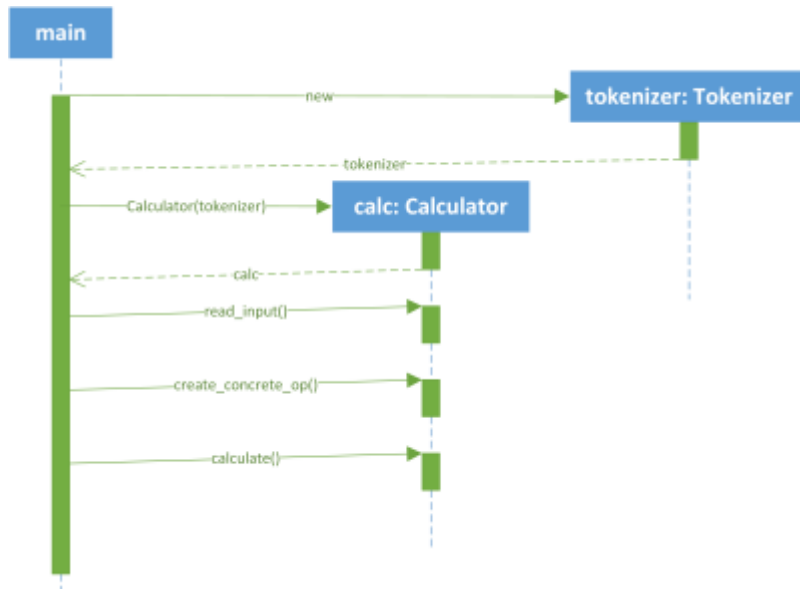 main
new
tokenizer: Tokenizer
tokenizer
Calculator(tokenizer)
calc: Calculator
calc
read_input()
create_concrete_op()
calculate()